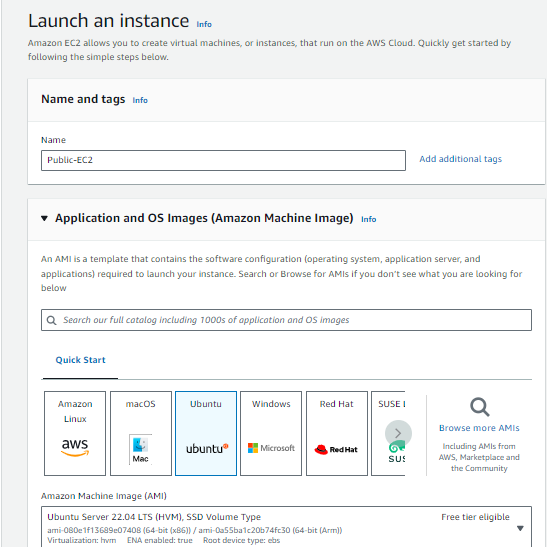 Launch an instance Info
Amazon EC2 allows you to create virtual machines, or instances, that run on the AWS Cloud. Quickly get started by
following the simple steps below.
Name and tags Info
Name
Public-EC2
Add additional tags
Application and OS Images (Amazon Machine Image) Info
An AMI is a template that contains the software configuration (operating system, application server, and
applications) required to launch your instance. Search or Browse for AMIs if you don't see what you are looking for
below
Search our full catalog including 1000s of application and OS images
Quick Start
Amazon
Linux
aws
macOS
Mac
Ubuntu
ubuntu
Windows
Microsoft
Red Hat
Red Hat
SUSE
SUS
Browse more AMIs
Including AMIs from
AWS, Marketplace and
the Community
Amazon Machine Image (AMI)
Ubuntu Server 22.04 LTS (HVM), SSD Volume Type Free tier eligible
ami-080e1f13689e07408 (64-bit (x86)) / ami-0a55ba1c20b74fc30 (64-bit (Arm))
Virtualization: hvm ENA enabled: true Root device type: ebs